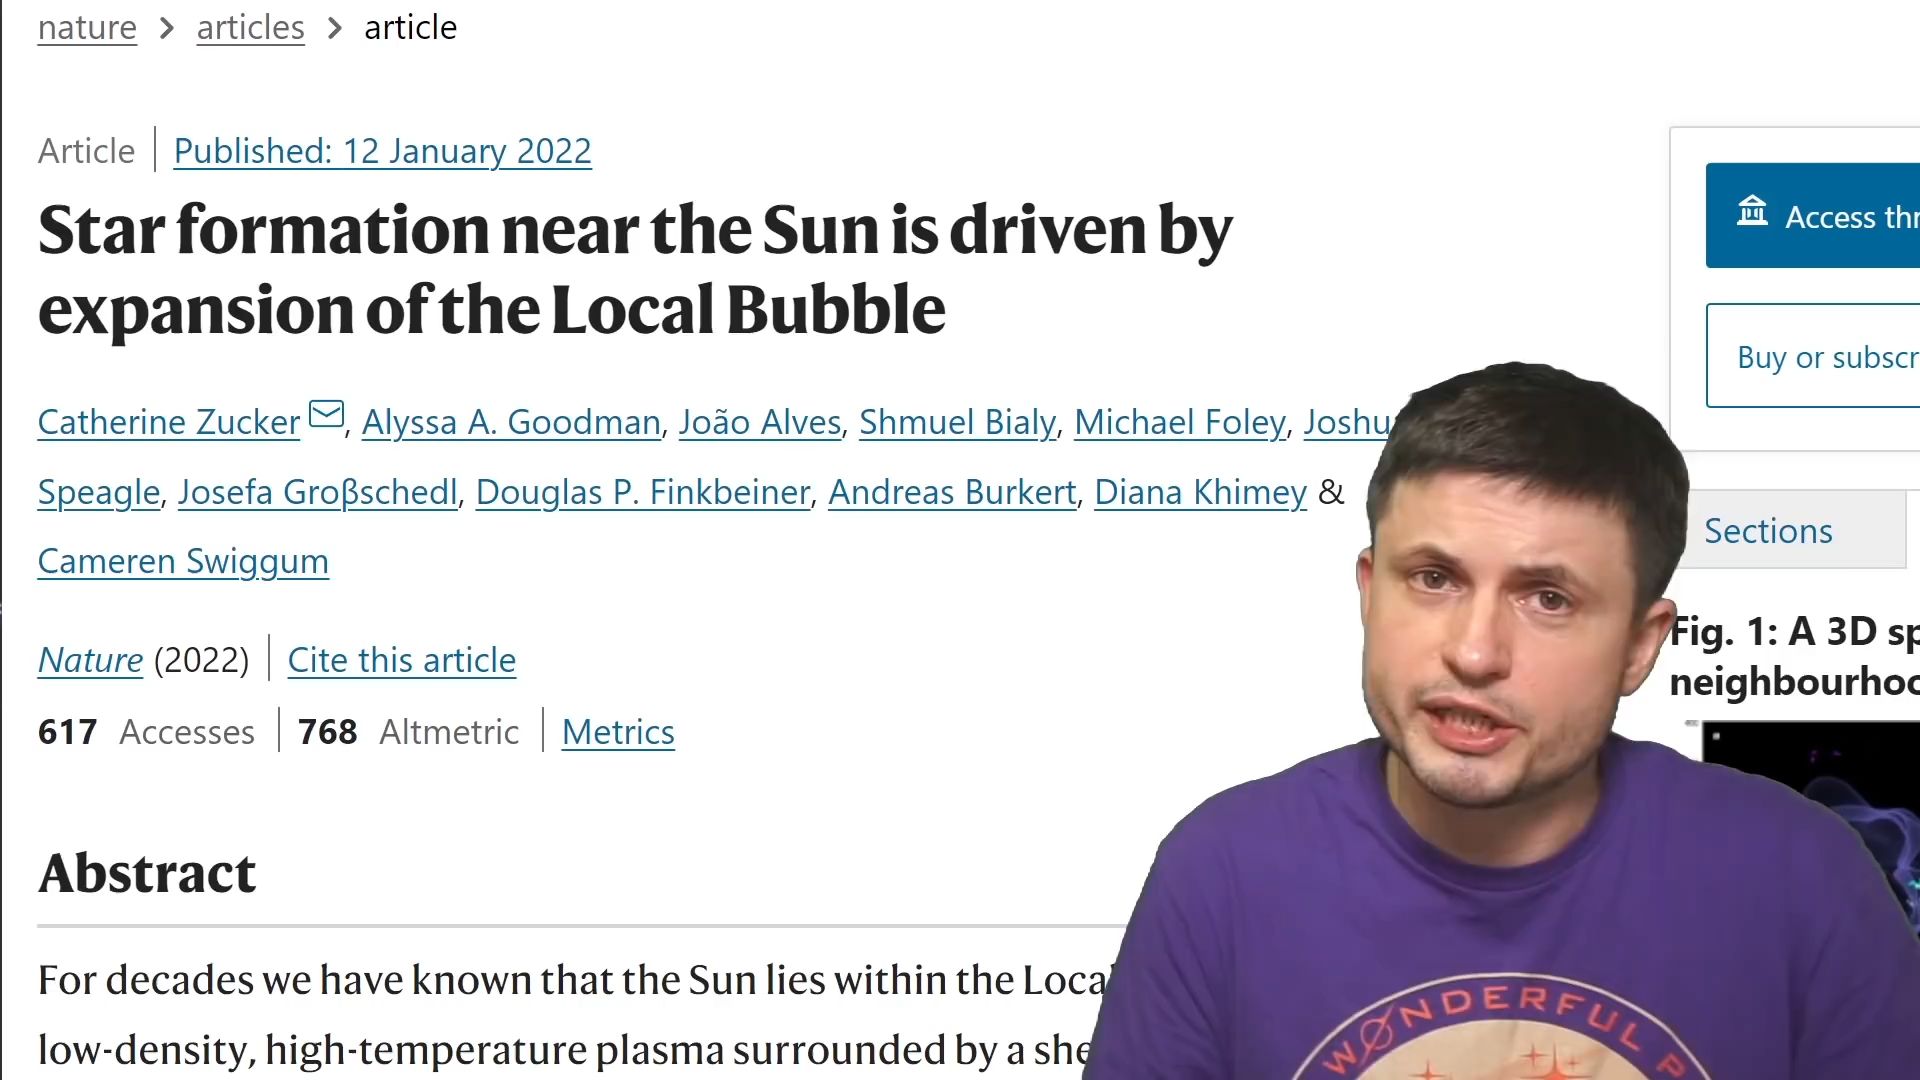 nature > articles > article
Article | Published: 12 January 2022
Access thr
Star formation near the Sun is driven by
expansion of the Local Bubble
Buy or subscr
Catherine Zucker, Alyssa A. Goodman, João Alves, Shmuel Bialy, Michael Foley, Joshu
Speagle, Josefa Großschedl, Douglas P. Finkbeiner, Andreas Burkert, Diana Khimey &
Cameren Swiggum
Sections
Fig. 1: A 3D sp
neighbourhoo
Nature (2022) | Cite this article
617 Accesses | 768 Altmetric | Metrics
Abstract
For decades we have known that the Sun lies within the Loca
low-density, high-temperature plasma surrounded by a she
WONDERFUL P